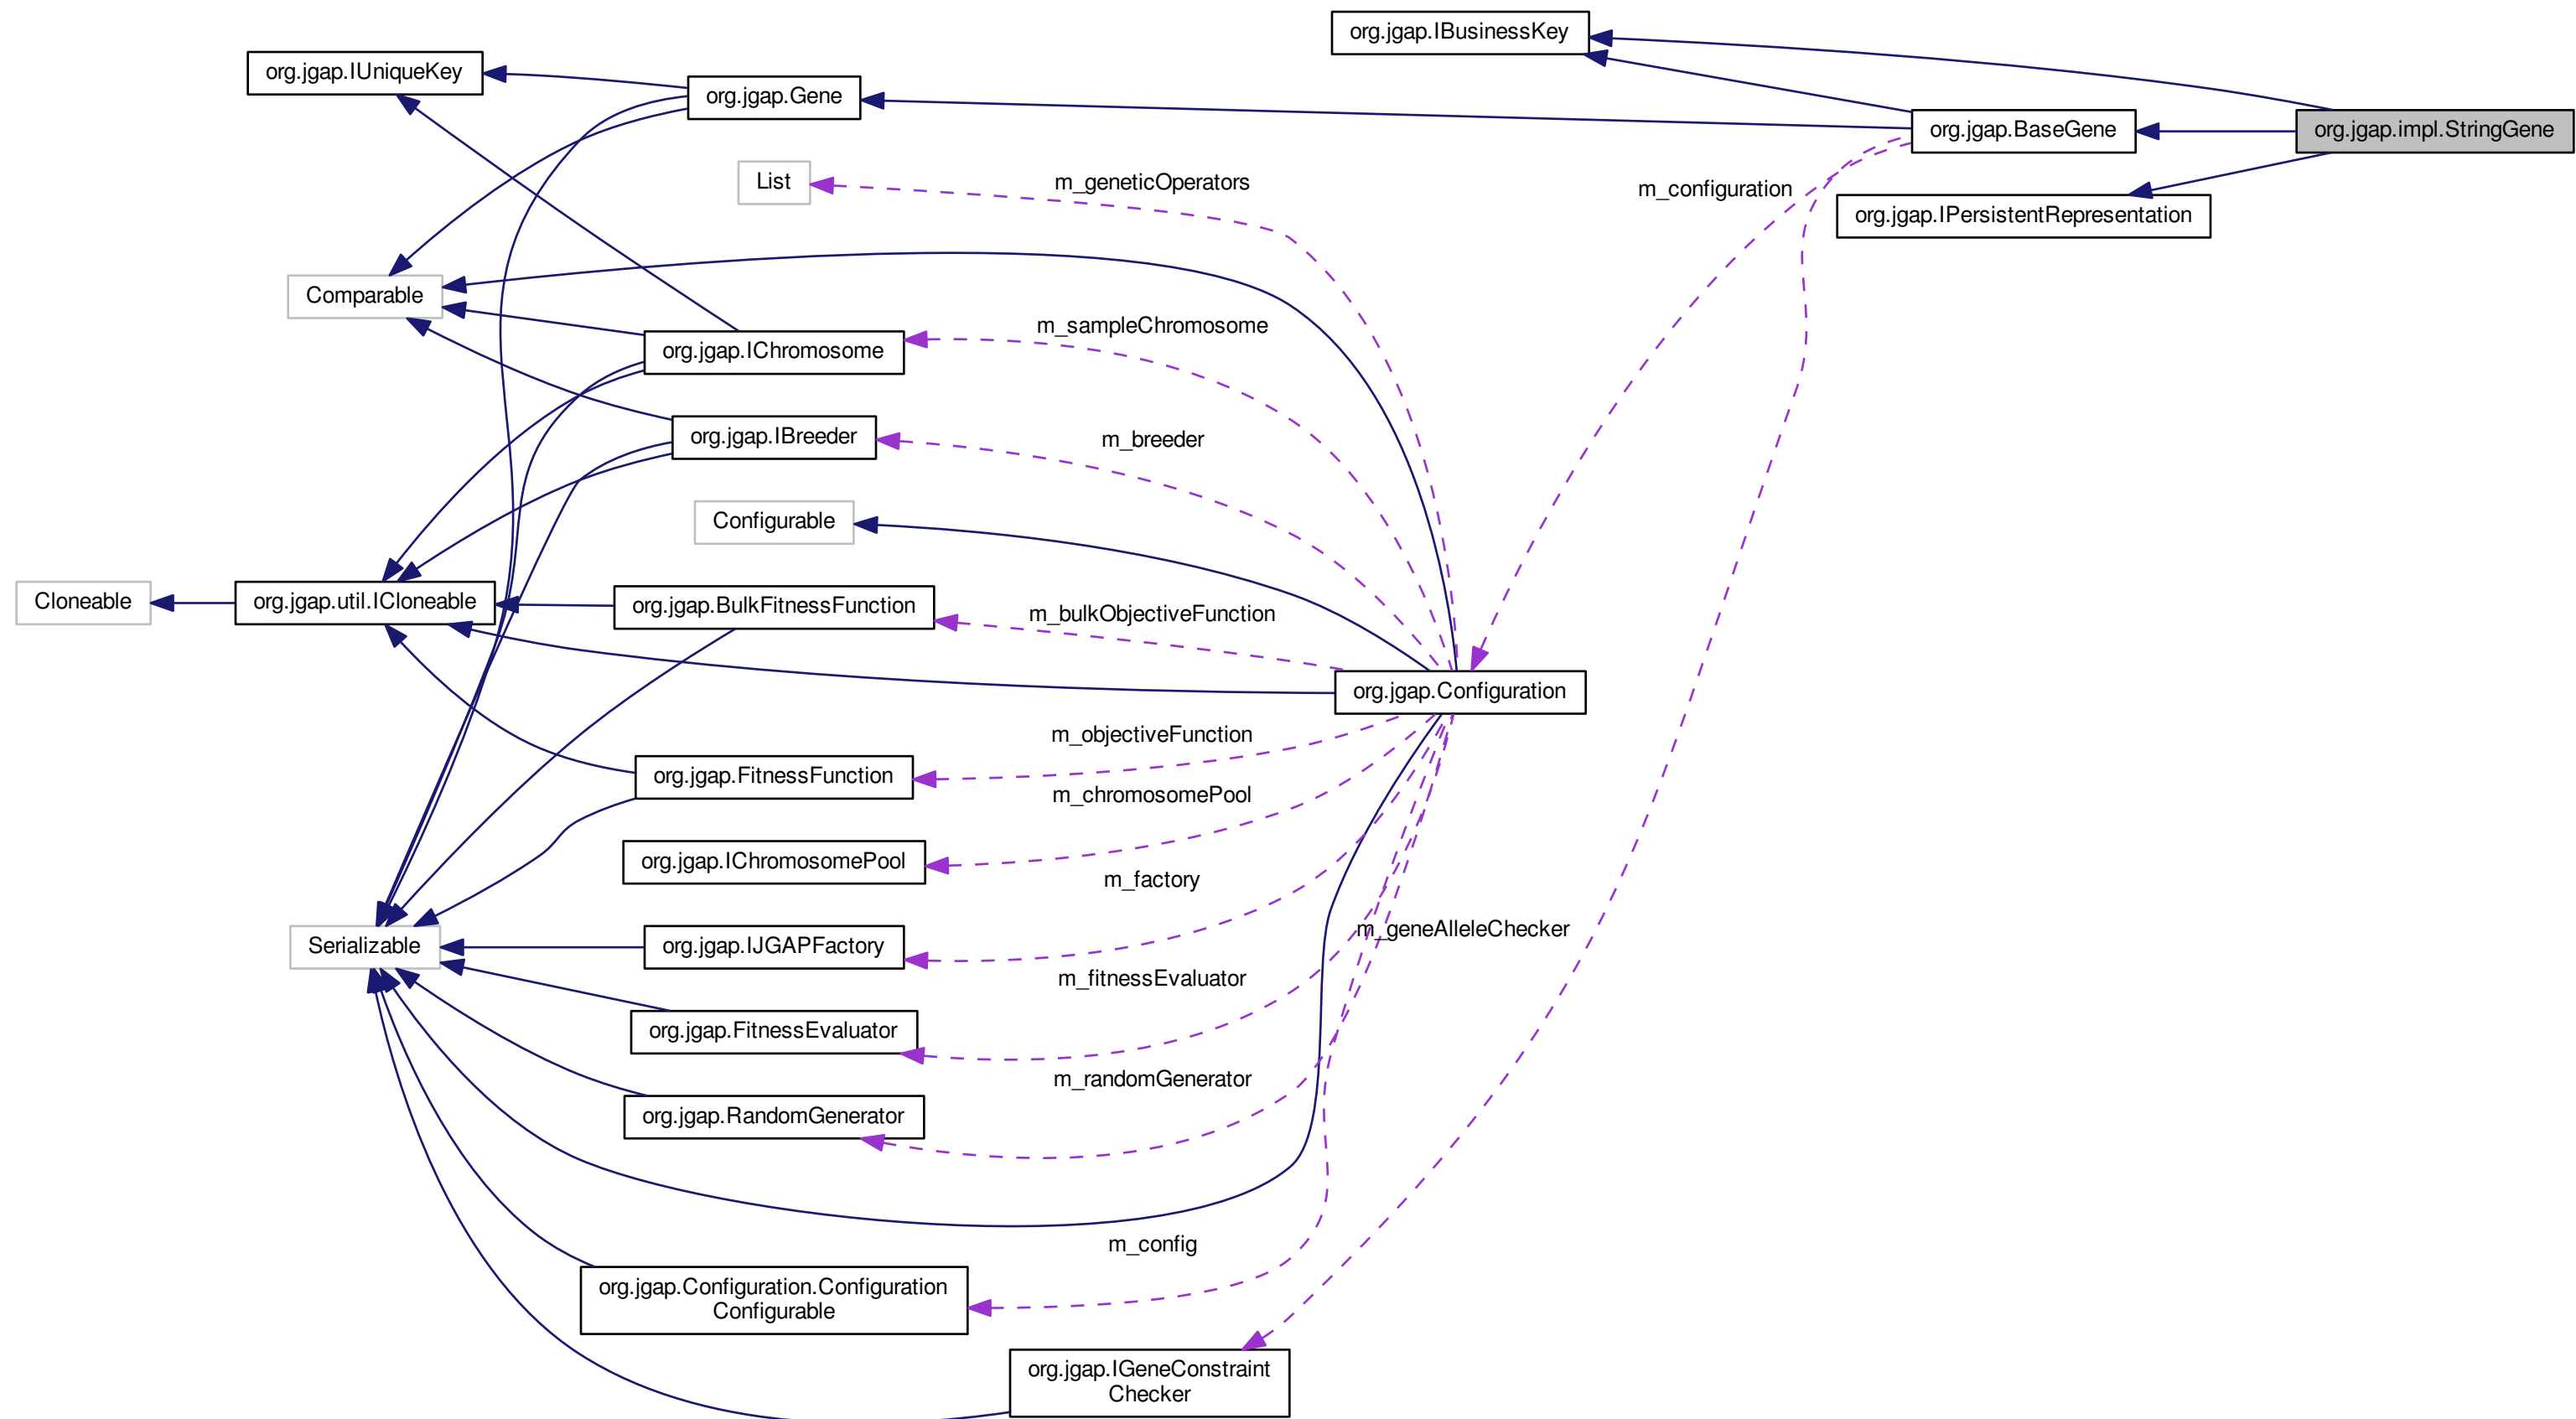 org.jgap.IBusinessKey
org.jgap.IUniqueKey
org.jgap.Gene
org.jgap.BaseGene
org.jgap.impl.StringGene
List
m_geneticOperators
m_configuration
org.jgap.IPersistentRepresentation
Comparable
m_sampleChromosome
org.jgap.IChromosome
org.jgap.IBreeder
m_breeder
Configurable
Cloneable
org.jgap.util.ICloneable
org.jgap.BulkFitnessFunction
m_bulkObjectiveFunction
org.jgap.Configuration
m_objectiveFunction
org.jgap.FitnessFunction
m_chromosomePool
org.jgap.IChromosomePool
m_factory
m_geneAlleleChecker
Serializable
org.jgap.IJGAPFactory
m_fitnessEvaluator
org.jgap.FitnessEvaluator
m_randomGenerator
org.jgap.RandomGenerator
m_config
org.jgap.Configuration.Configuration
Configurable
org.jgap.IGeneConstraint
Checker